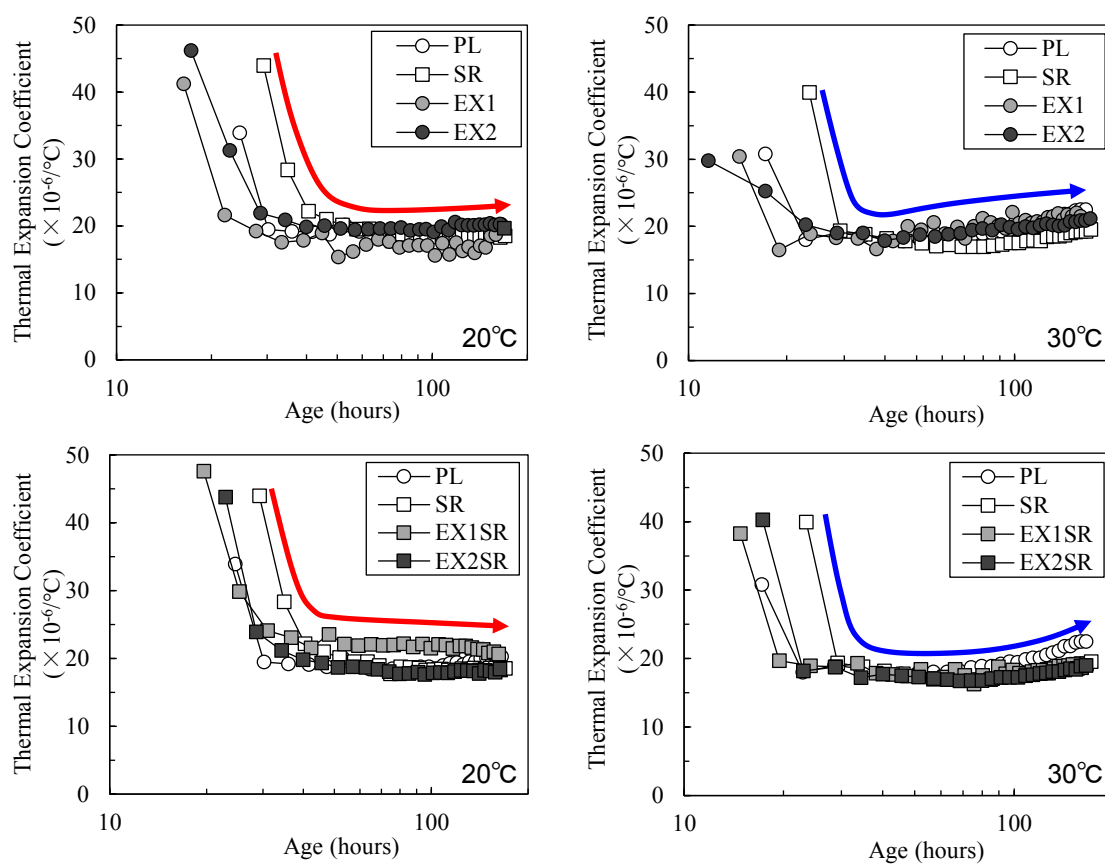 Thermal Expansion Coefficient
(×10⁻⁶/℃)
50
40
30
20
10
0
PL
SR
EX1
EX2
20℃
10
100
Age (hours)
Thermal Expansion Coefficient
(×10⁻⁶/℃)
50
40
30
20
10
0
PL
SR
EX1
EX2
30℃
10
100
Age (hours)
Thermal Expansion Coefficient
(×10⁻⁶/℃)
50
40
30
20
10
0
PL
SR
EX1SR
EX2SR
20℃
10
100
Age (hours)
Thermal Expansion Coefficient
(×10⁻⁶/℃)
50
40
30
20
10
0
PL
SR
EX1SR
EX2SR
30℃
10
100
Age (hours)